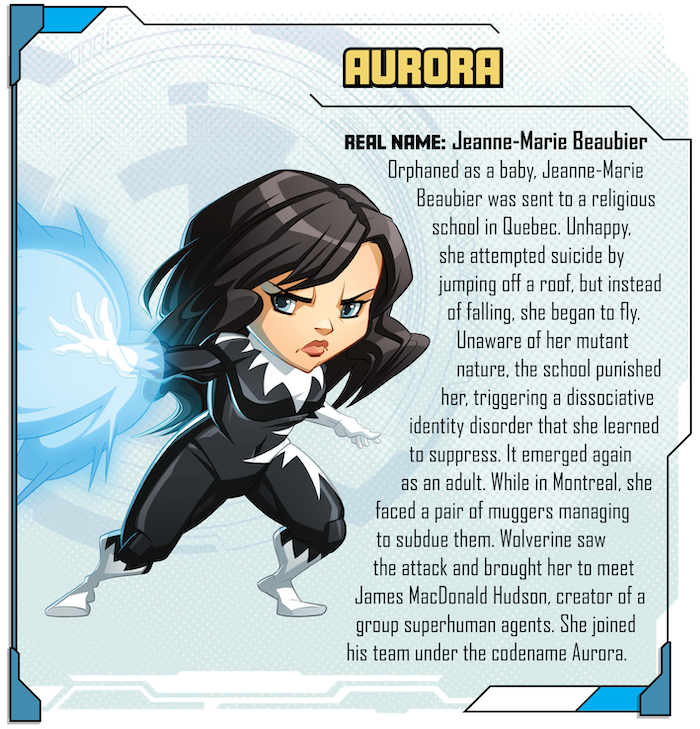 AURORA
REAL NAME: Jeanne-Marie Beaubier
Orphaned as a baby, Jeanne-Marie
Beaubier was sent to a religious
school in Quebec. Unhappy,
she attempted suicide by
jumping off a roof, but instead
of falling, she began to fly.
Unaware of her mutant
nature, the school punished
her, triggering a dissociative
identity disorder that she learned
to suppress. It emerged again
as an adult. While in Montreal, she
faced a pair of muggers managing
to subdue them. Wolverine saw
the attack and brought her to meet
James MacDonald Hudson, creator of a
group superhuman agents. She joined
his team under the codename Aurora.